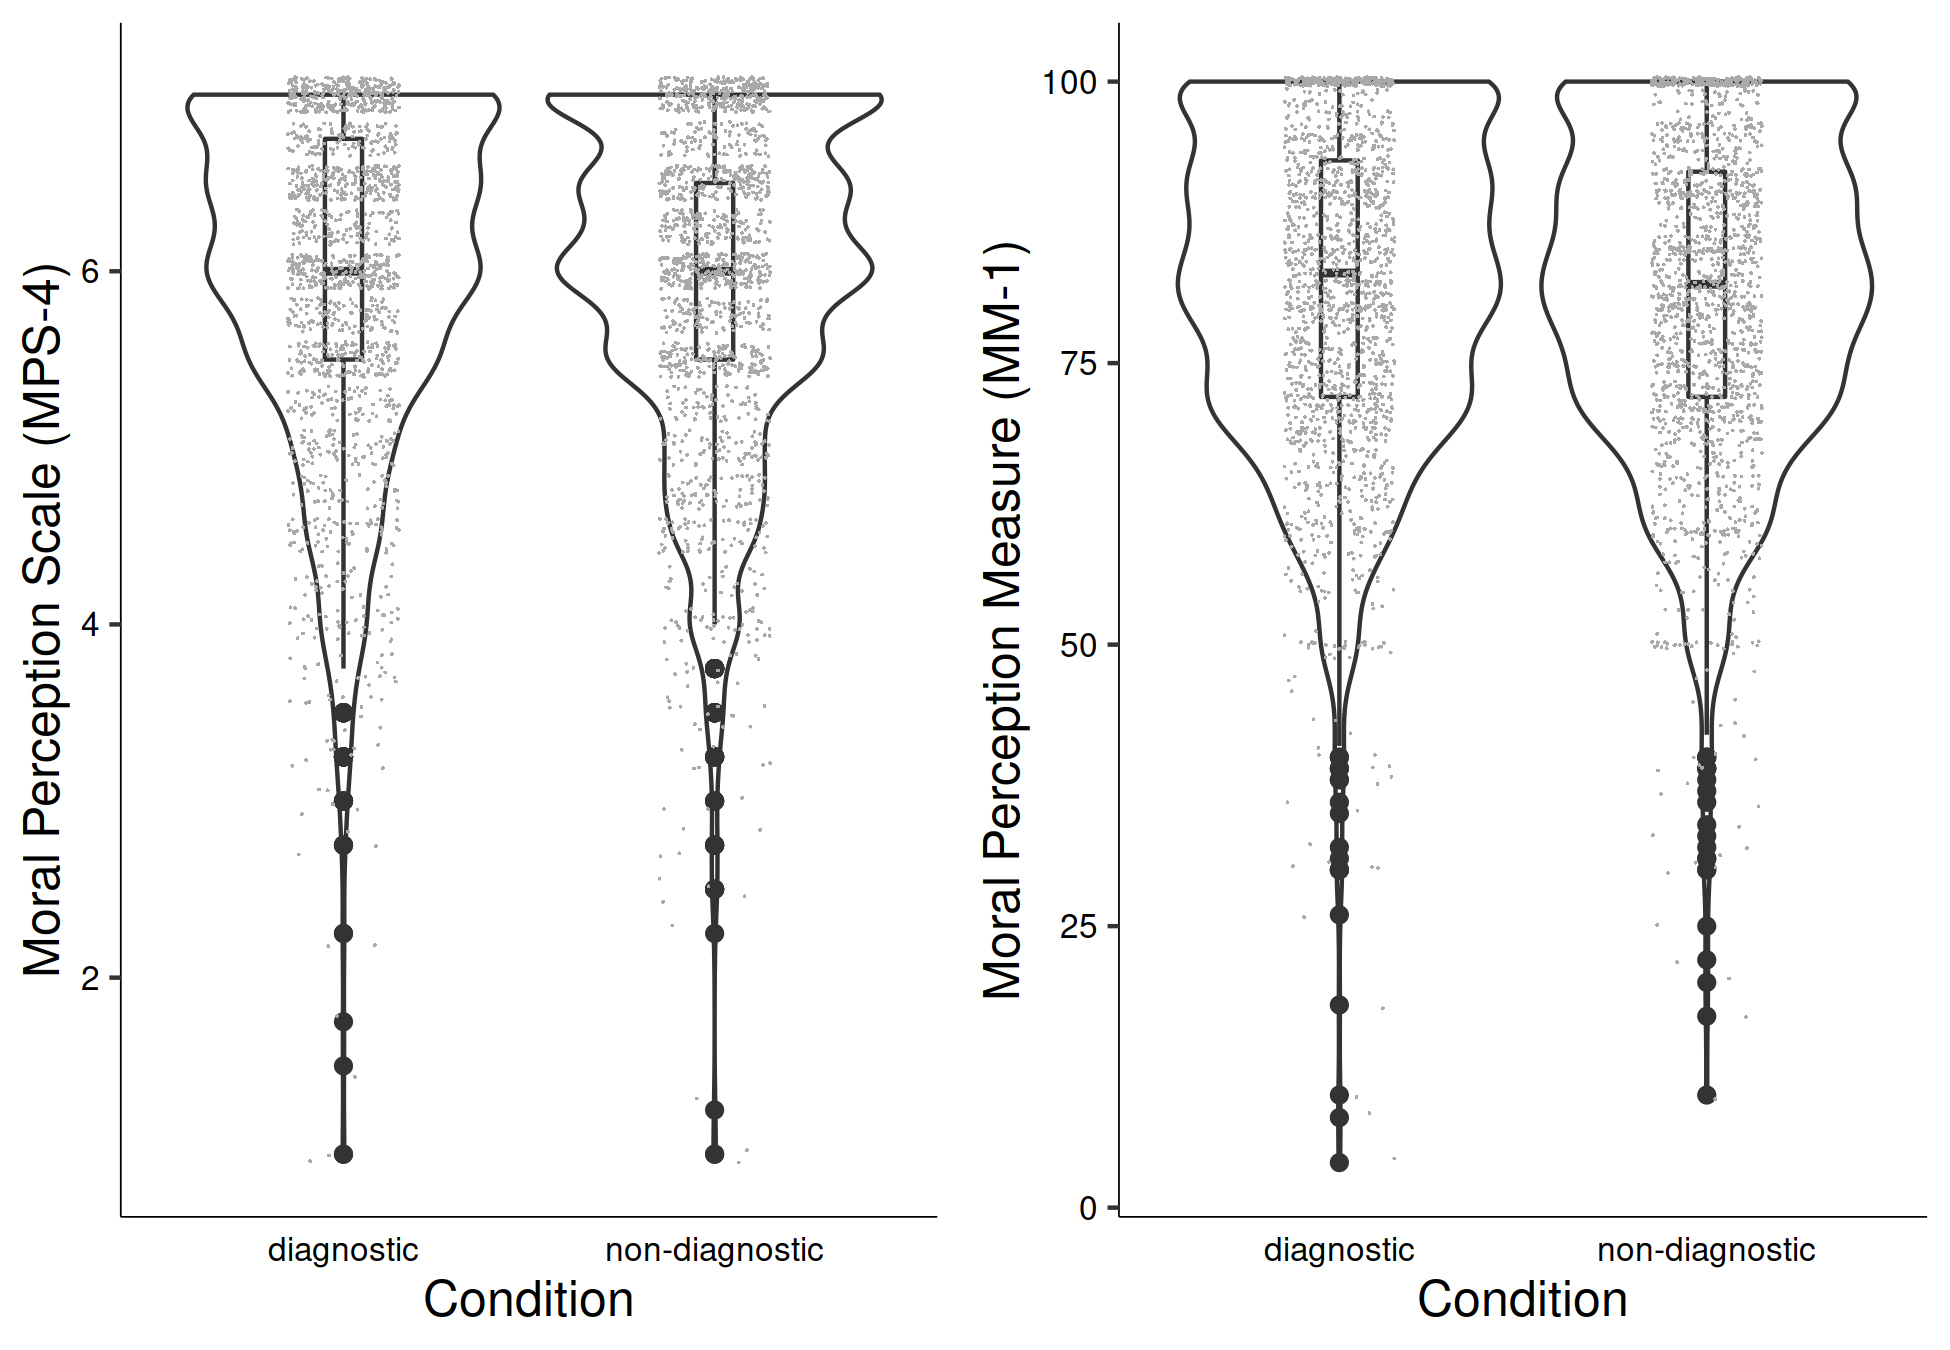 Moral Perception Scale (MPS-4)
6
4
2
diagnostic
non-diagnostic
Condition
Moral Perception Measure (MM-1)
100
75
50
25
0
diagnostic
non-diagnostic
Condition